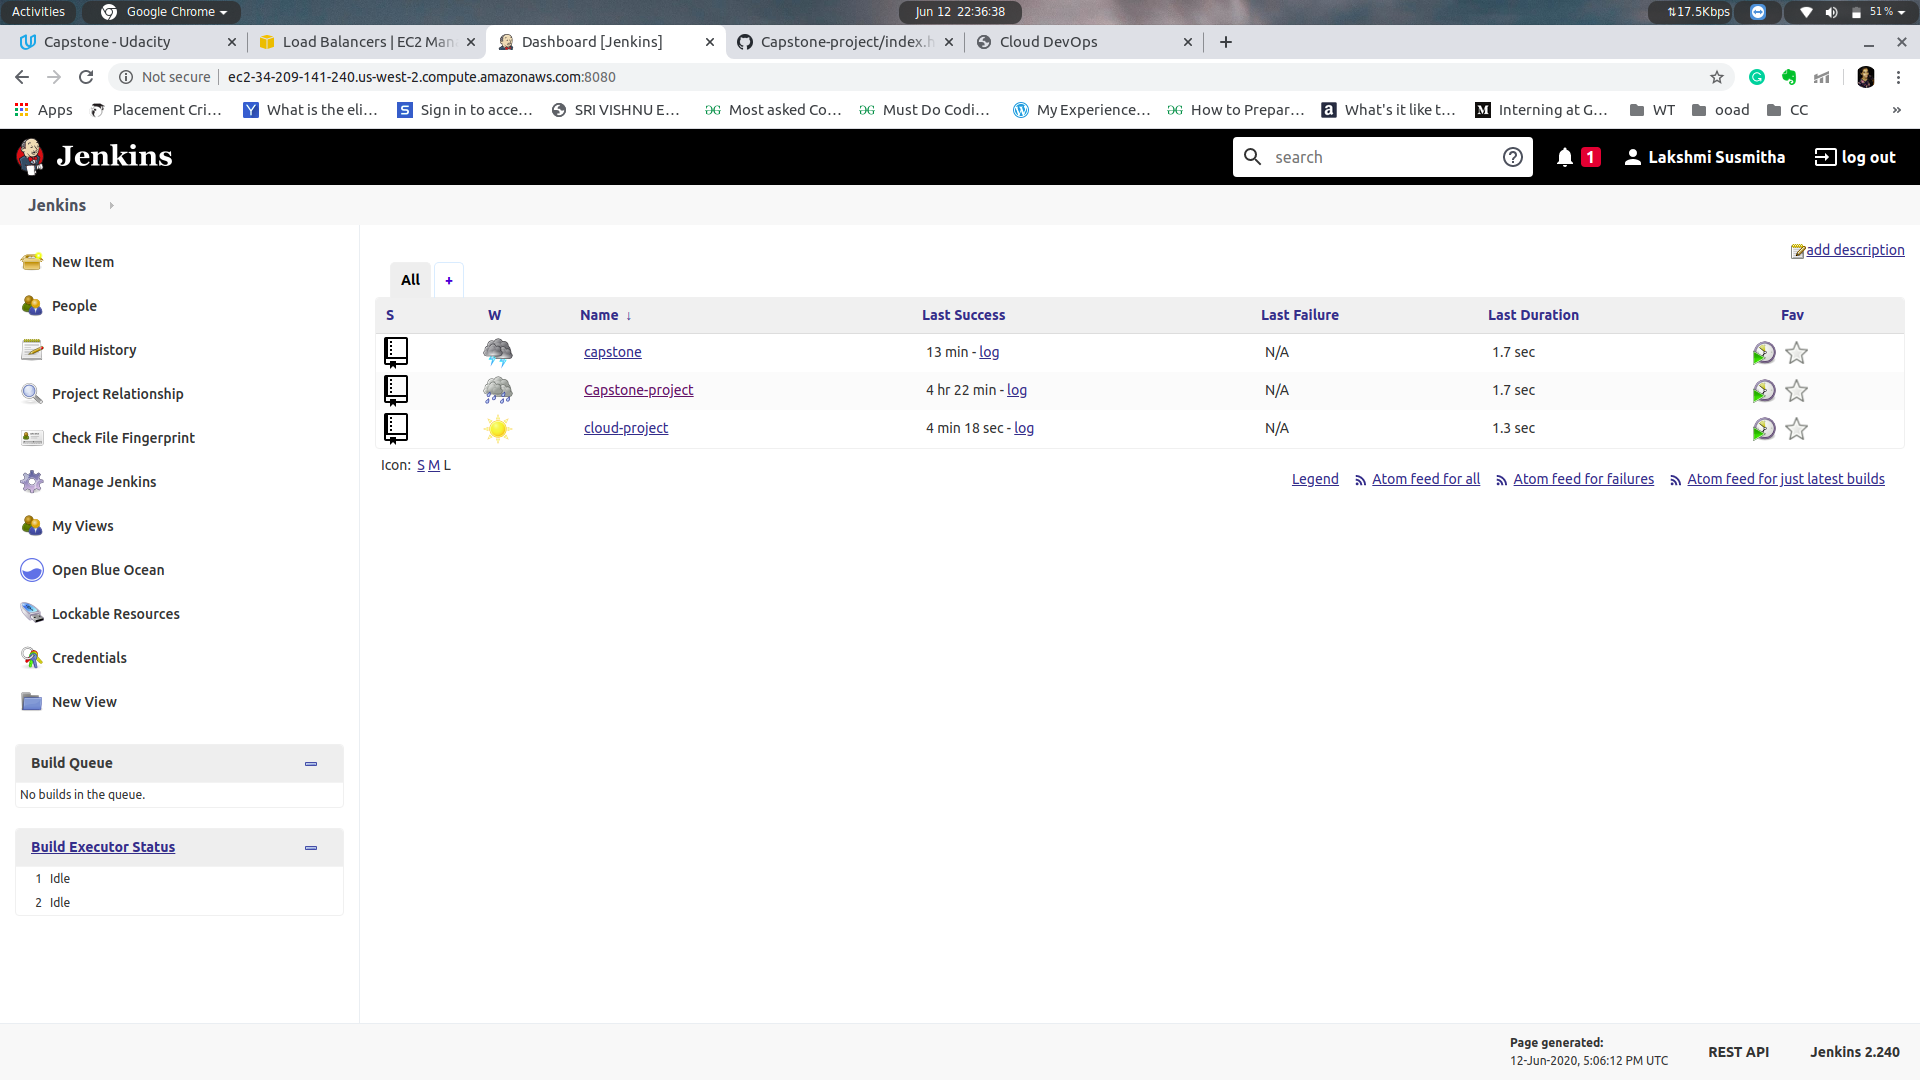 Activities Google Chrome Jun 12 22:36:38 17.5Kbps 51 %
Capstone - Udacity Load Balancers | EC2 Man Dashboard [Jenkins] Capstone-project/index.h Cloud DevOps
Not secure ec2-34-209-141-240.us-west-2.compute.amazonaws.com:8080
Apps Placement Cri... What is the eli... Sign in to acce... SRI VISHNU E... Most asked Co... Must Do Codi... My Experience... How to Prepar... What's it like t... Interning at G... WT ooad CC »
Jenkins search 1 Lakshmi Susmitha log out
Jenkins
New Item
People
Build History
Project Relationship
Check File Fingerprint
Manage Jenkins
My Views
Open Blue Ocean
Lockable Resources
Credentials
New View
Build Queue
No builds in the queue.
Build Executor Status
1 Idle
2 Idle
add description
All +
S W Name ↓ Last Success Last Failure Last Duration Fav
capstone 13 min - log N/A 1.7 sec
Capstone-project 4 hr 22 min - log N/A 1.7 sec
cloud-project 4 min 18 sec - log N/A 1.3 sec
Icon: S M L
Legend Atom feed for all Atom feed for failures Atom feed for just latest builds
Page generated:
12-Jun-2020, 5:06:12 PM UTC REST API Jenkins 2.240